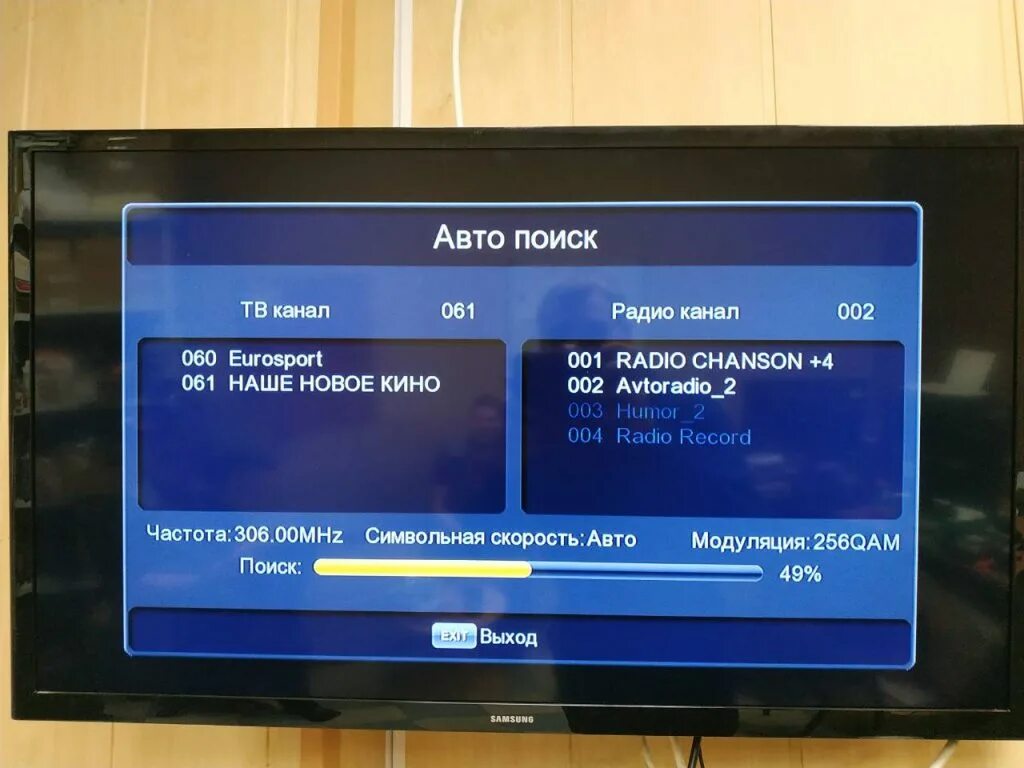 Авто поиск
ТВ канал 061
Радио канал 002
060 Eurosport
061 НАШЕ НОВОЕ КИНО
001 RADIO CHANSON +4
002 Avtoradio_2
003 Humor_2
004 Radio Record
Частота:306.00MHz Символьная скорость:Авто Модуляция:256QAM
Поиск: 49%
EXIT Выход
SAMSUNG